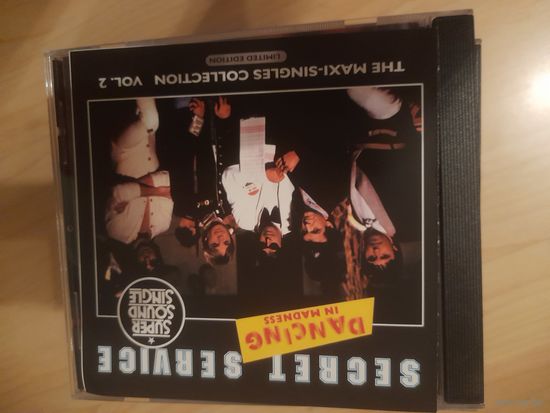 SECRET SERVICE
DANCING
IN MADNESS
SUPER
SOUND
SINGLE
THE MAXI-SINGLES COLLECTION VOL. 2
LIMITED EDITION